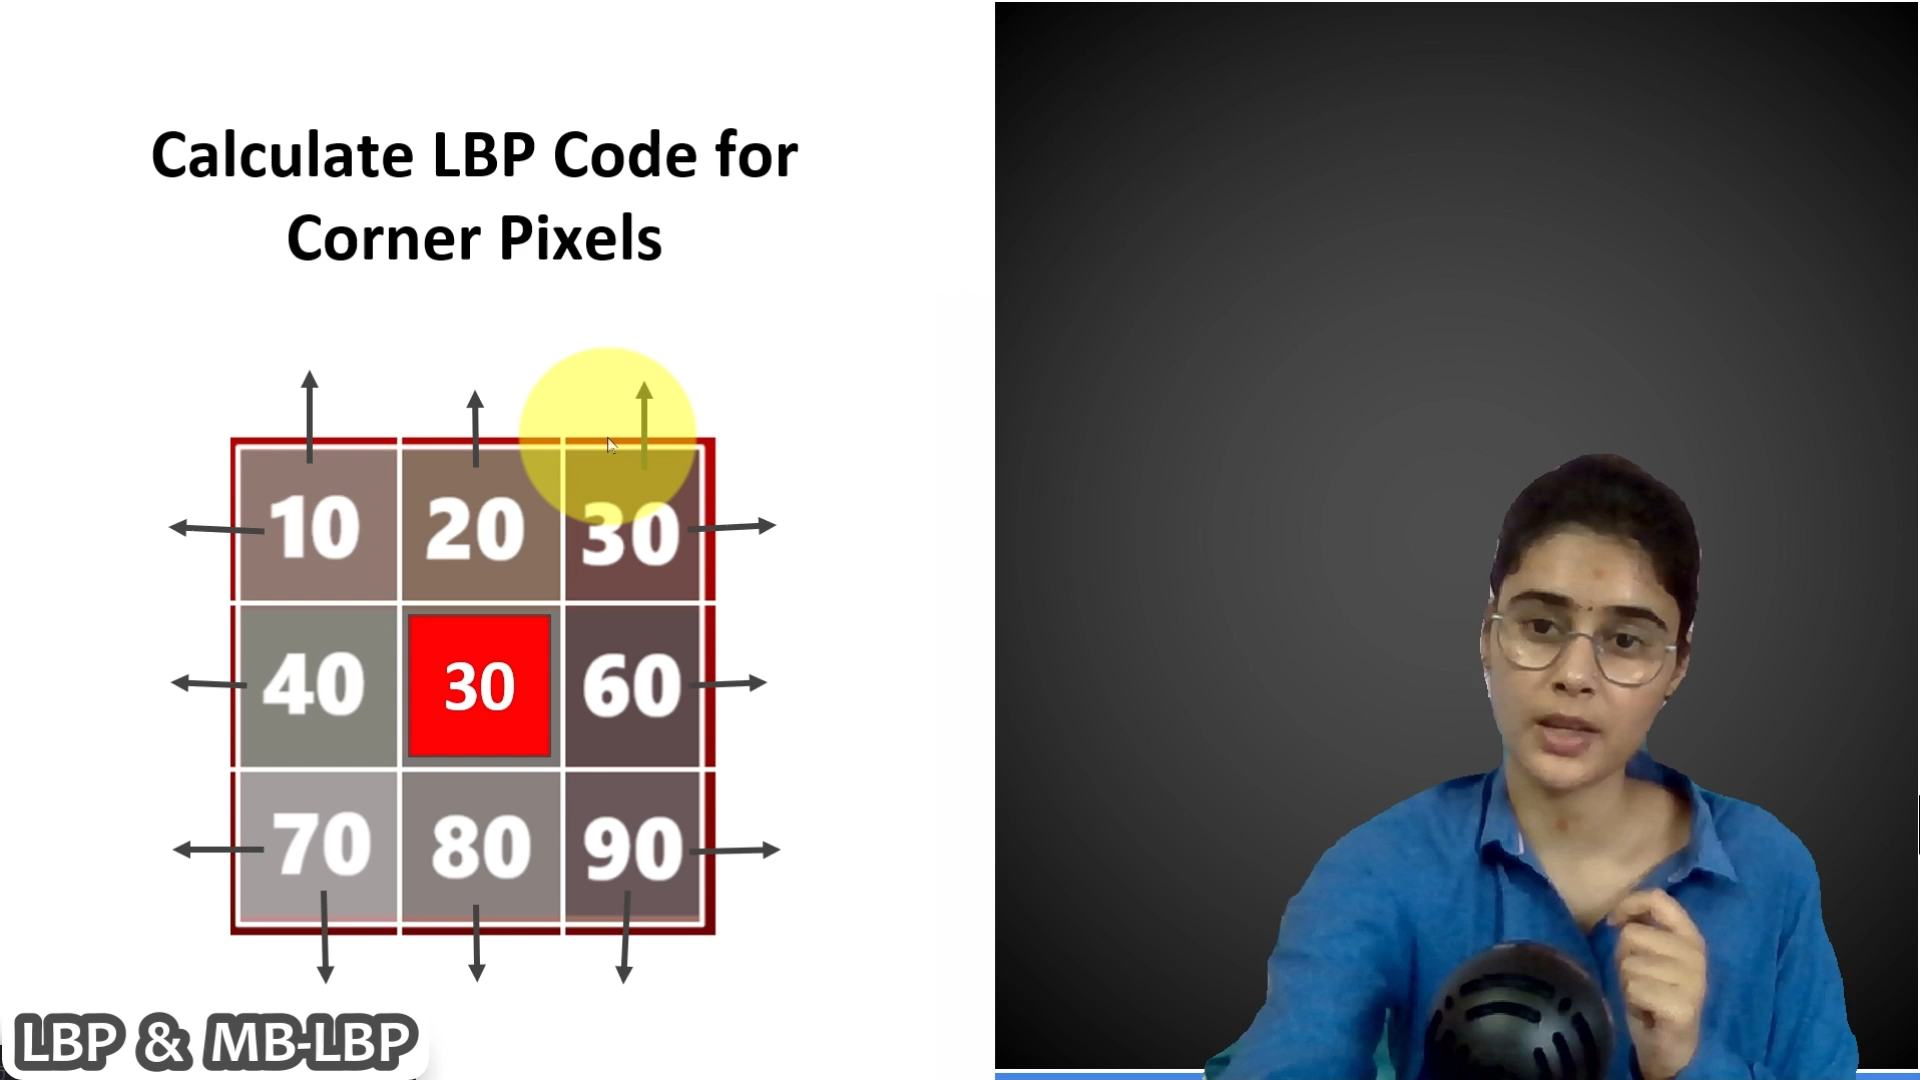 Calculate LBP Code for
Corner Pixels
10 20 30
40 30 60
70 80 90
LBP & MB-LBP